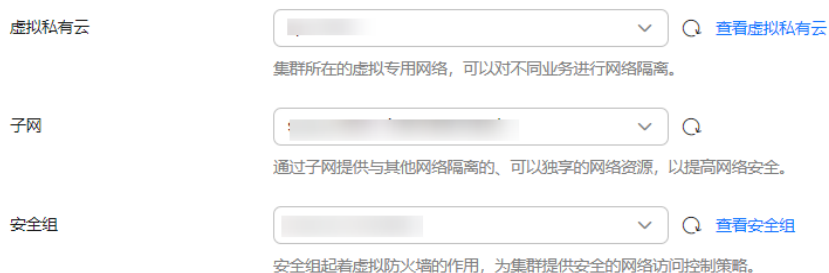 虚拟私有云
查看虚拟私有云
集群所在的虚拟专用网络，可以对不同业务进行网络隔离。
子网
通过子网提供与其他网络隔离的、可以独享的网络资源，以提高网络安全。
安全组
查看安全组
安全组起着虚拟防火墙的作用，为集群提供安全的网络访问控制策略。